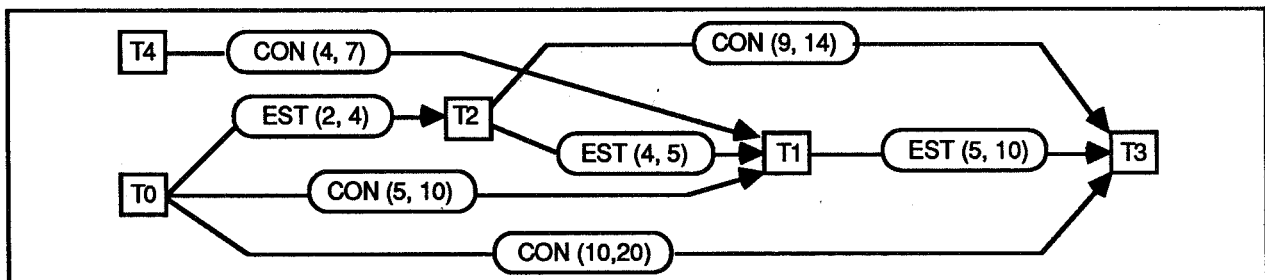 T4
CON (4, 7)
CON (9, 14)
EST (2, 4)
T2
EST (4, 5)
T1
EST (5, 10)
T3
T0
CON (5, 10)
CON (10,20)